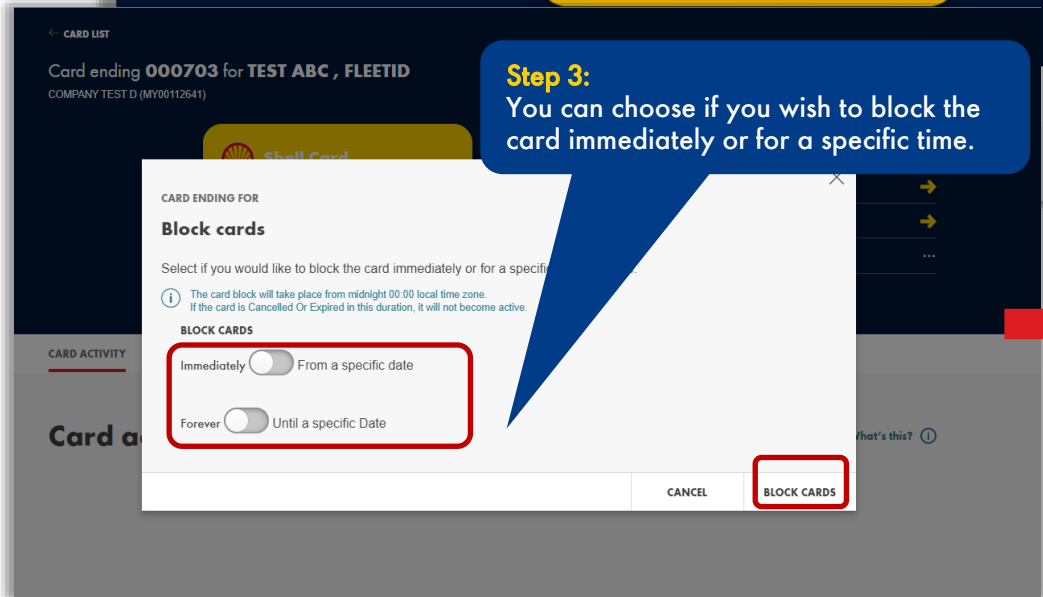 ← CARD LIST
Card ending 000703 for TEST ABC , FLEETID
COMPANY TEST D (MY00112641)
Step 3:
You can choose if you wish to block the
card immediately or for a specific time.
Shell Card
CARD ENDING FOR
Block cards
Select if you would like to block the card immediately or for a
The card block will take place from midnight 00:00 local time zone.
If the card is Cancelled Or Expired in this duration, it will not become active.
BLOCK CARDS
Immediately From a specific date
Forever Until a specific Date
CARD ACTIVITY
Card
What's this?
CANCEL
BLOCK CARDS